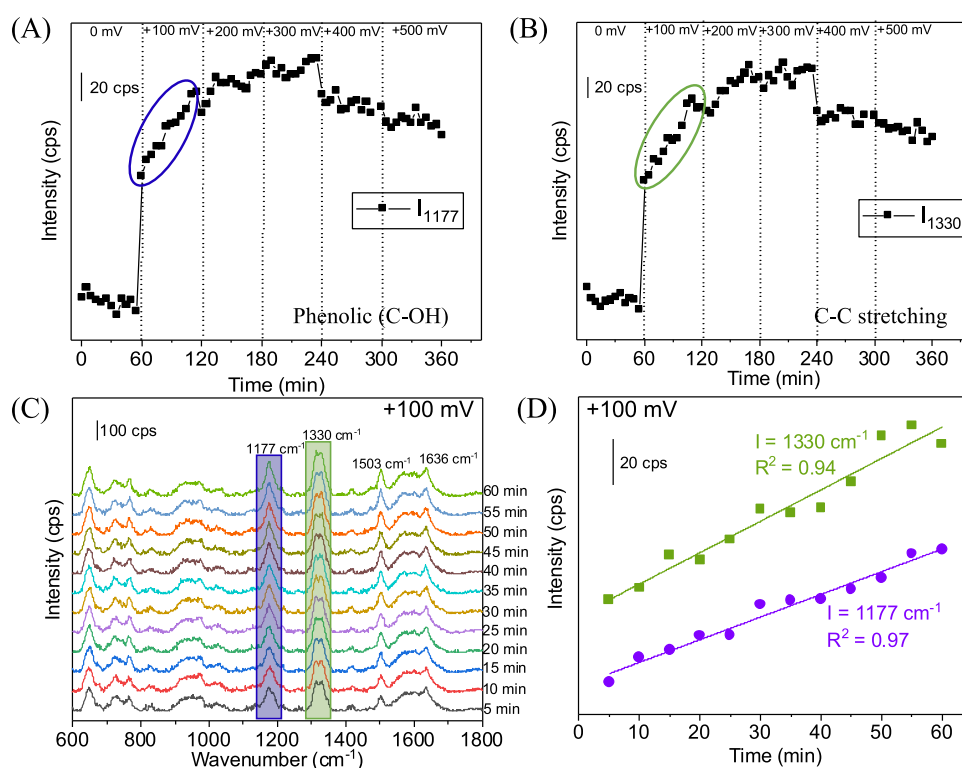 (A)
0 mV +100 mV +200 mV +300 mV +400 mV +500 mV
20 cps
I1177
Phenolic (C-OH)
Intensity (cps)
0 60 120 180 240 300 360
Time (min)
(B)
0 mV +100 mV +200 mV +300 mV +400 mV +500 mV
20 cps
I1330
C-C stretching
Intensity (cps)
0 60 120 180 240 300 360
Time (min)
(C)
+100 mV
100 cps
1177 cm-1
1330 cm-1
1503 cm-1
1636 cm-1
60 min
55 min
50 min
45 min
40 min
35 min
30 min
25 min
20 min
15 min
10 min
5 min
Intensity (cps)
600 800 1000 1200 1400 1600 1800
Wavenumber (cm-1)
(D)
+100 mV
20 cps
I = 1330 cm-1
R2 = 0.94
I = 1177 cm-1
R2 = 0.97
Intensity (cps)
0 10 20 30 40 50 60
Time (min)